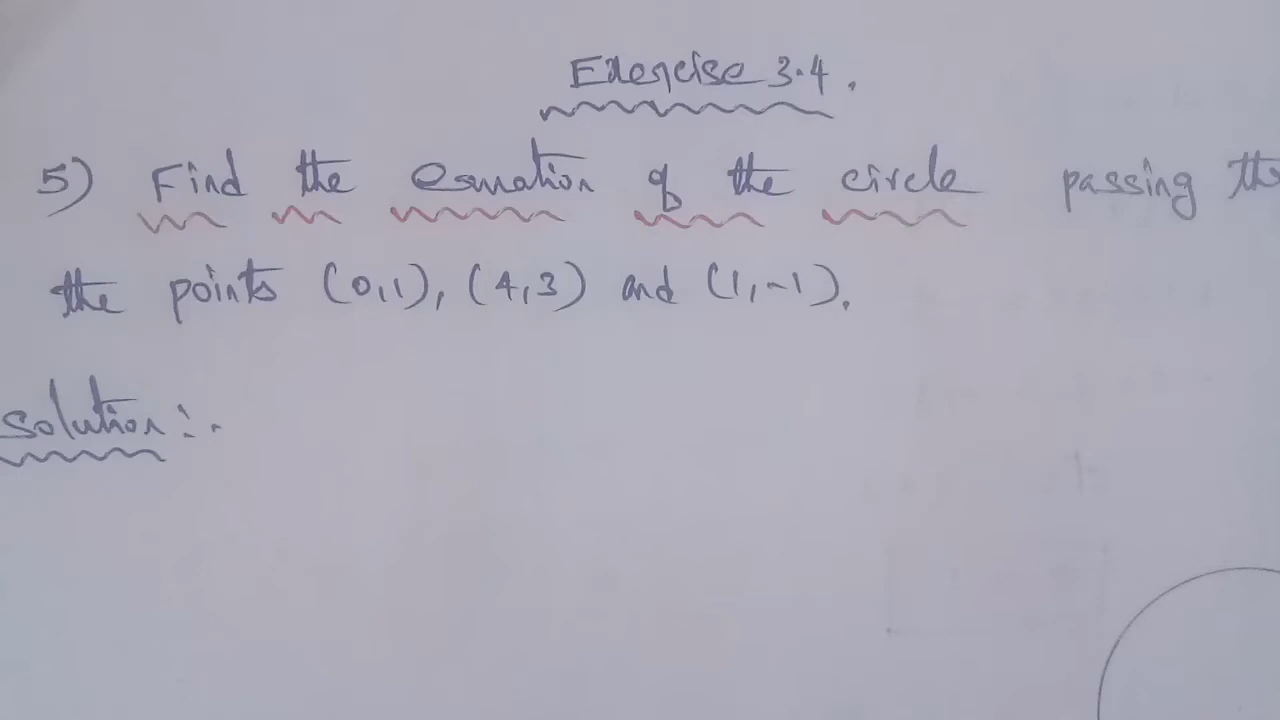 Exercise 3.4.
5) Find the equation of the circle passing th
the points (0,1), (4,3) and (1,-1).
Solution:-